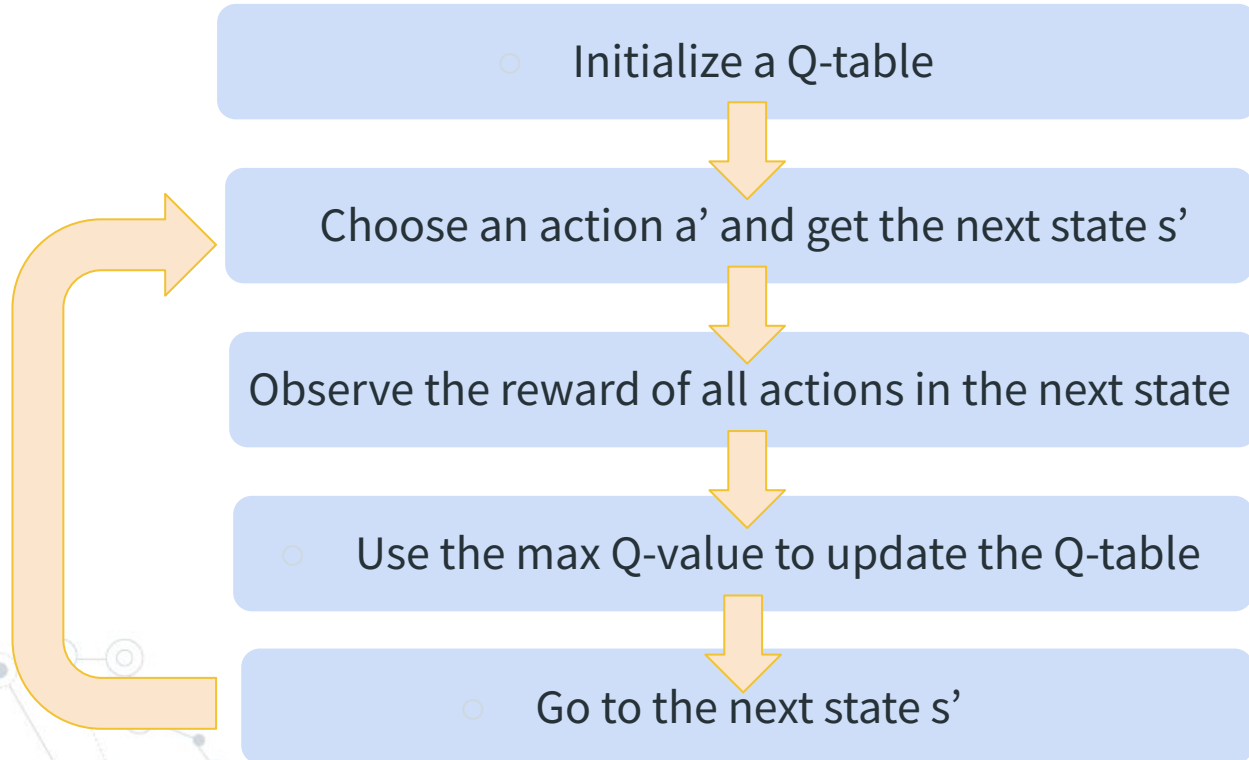 Initialize a Q-table
Choose an action a’ and get the next state s’
Observe the reward of all actions in the next state
Use the max Q-value to update the Q-table
Go to the next state s’